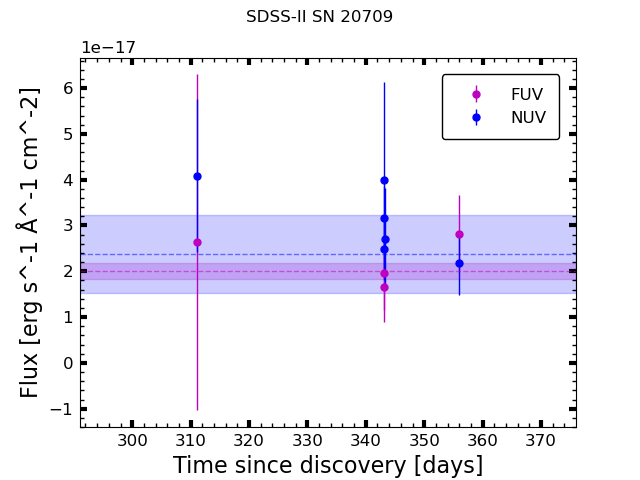 SDSS-II SN 20709
1e−17
6
5
4
3
2
1
0
−1
Flux [erg s^-1 Å^-1 cm^-2]
FUV
NUV
300 310 320 330 340 350 360 370
Time since discovery [days]